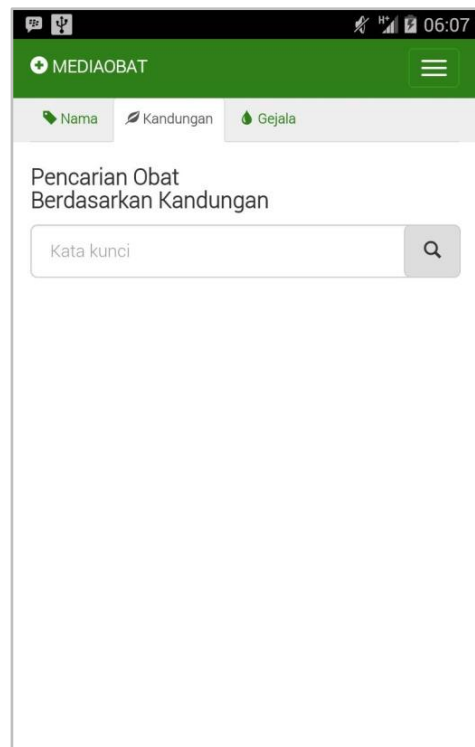 06:07
MEDIAOBAT
Nama Kandungan Gejala
Pencarian Obat
Berdasarkan Kandungan
Kata kunci